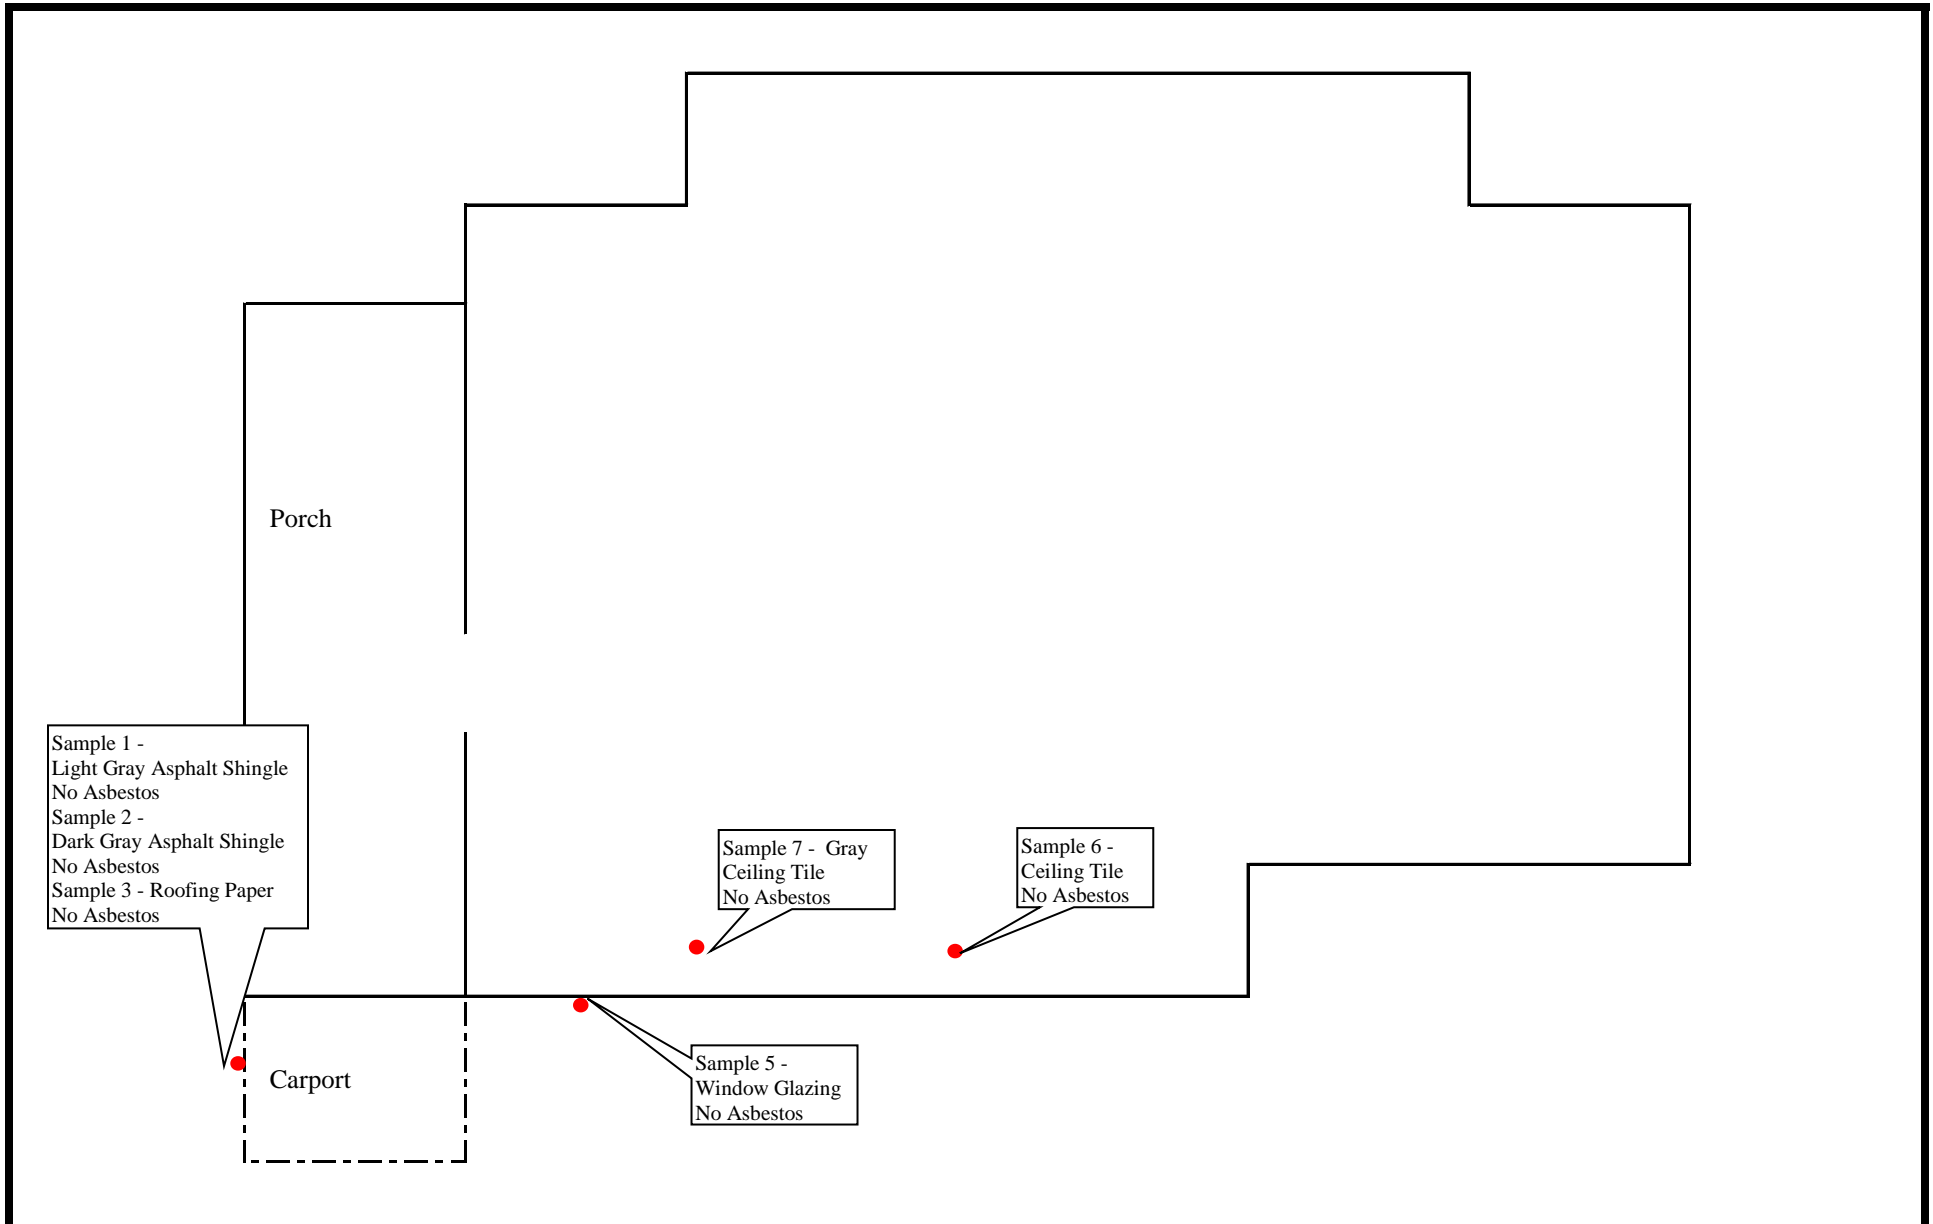 Porch
Sample 1 -
Light Gray Asphalt Shingle
No Asbestos
Sample 2 -
Dark Gray Asphalt Shingle
No Asbestos
Sample 3 - Roofing Paper
No Asbestos
Sample 7 -  Gray
Ceiling Tile
No Asbestos
Sample 6 -
Ceiling Tile
No Asbestos
Carport
Sample 5 -
Window Glazing
No Asbestos